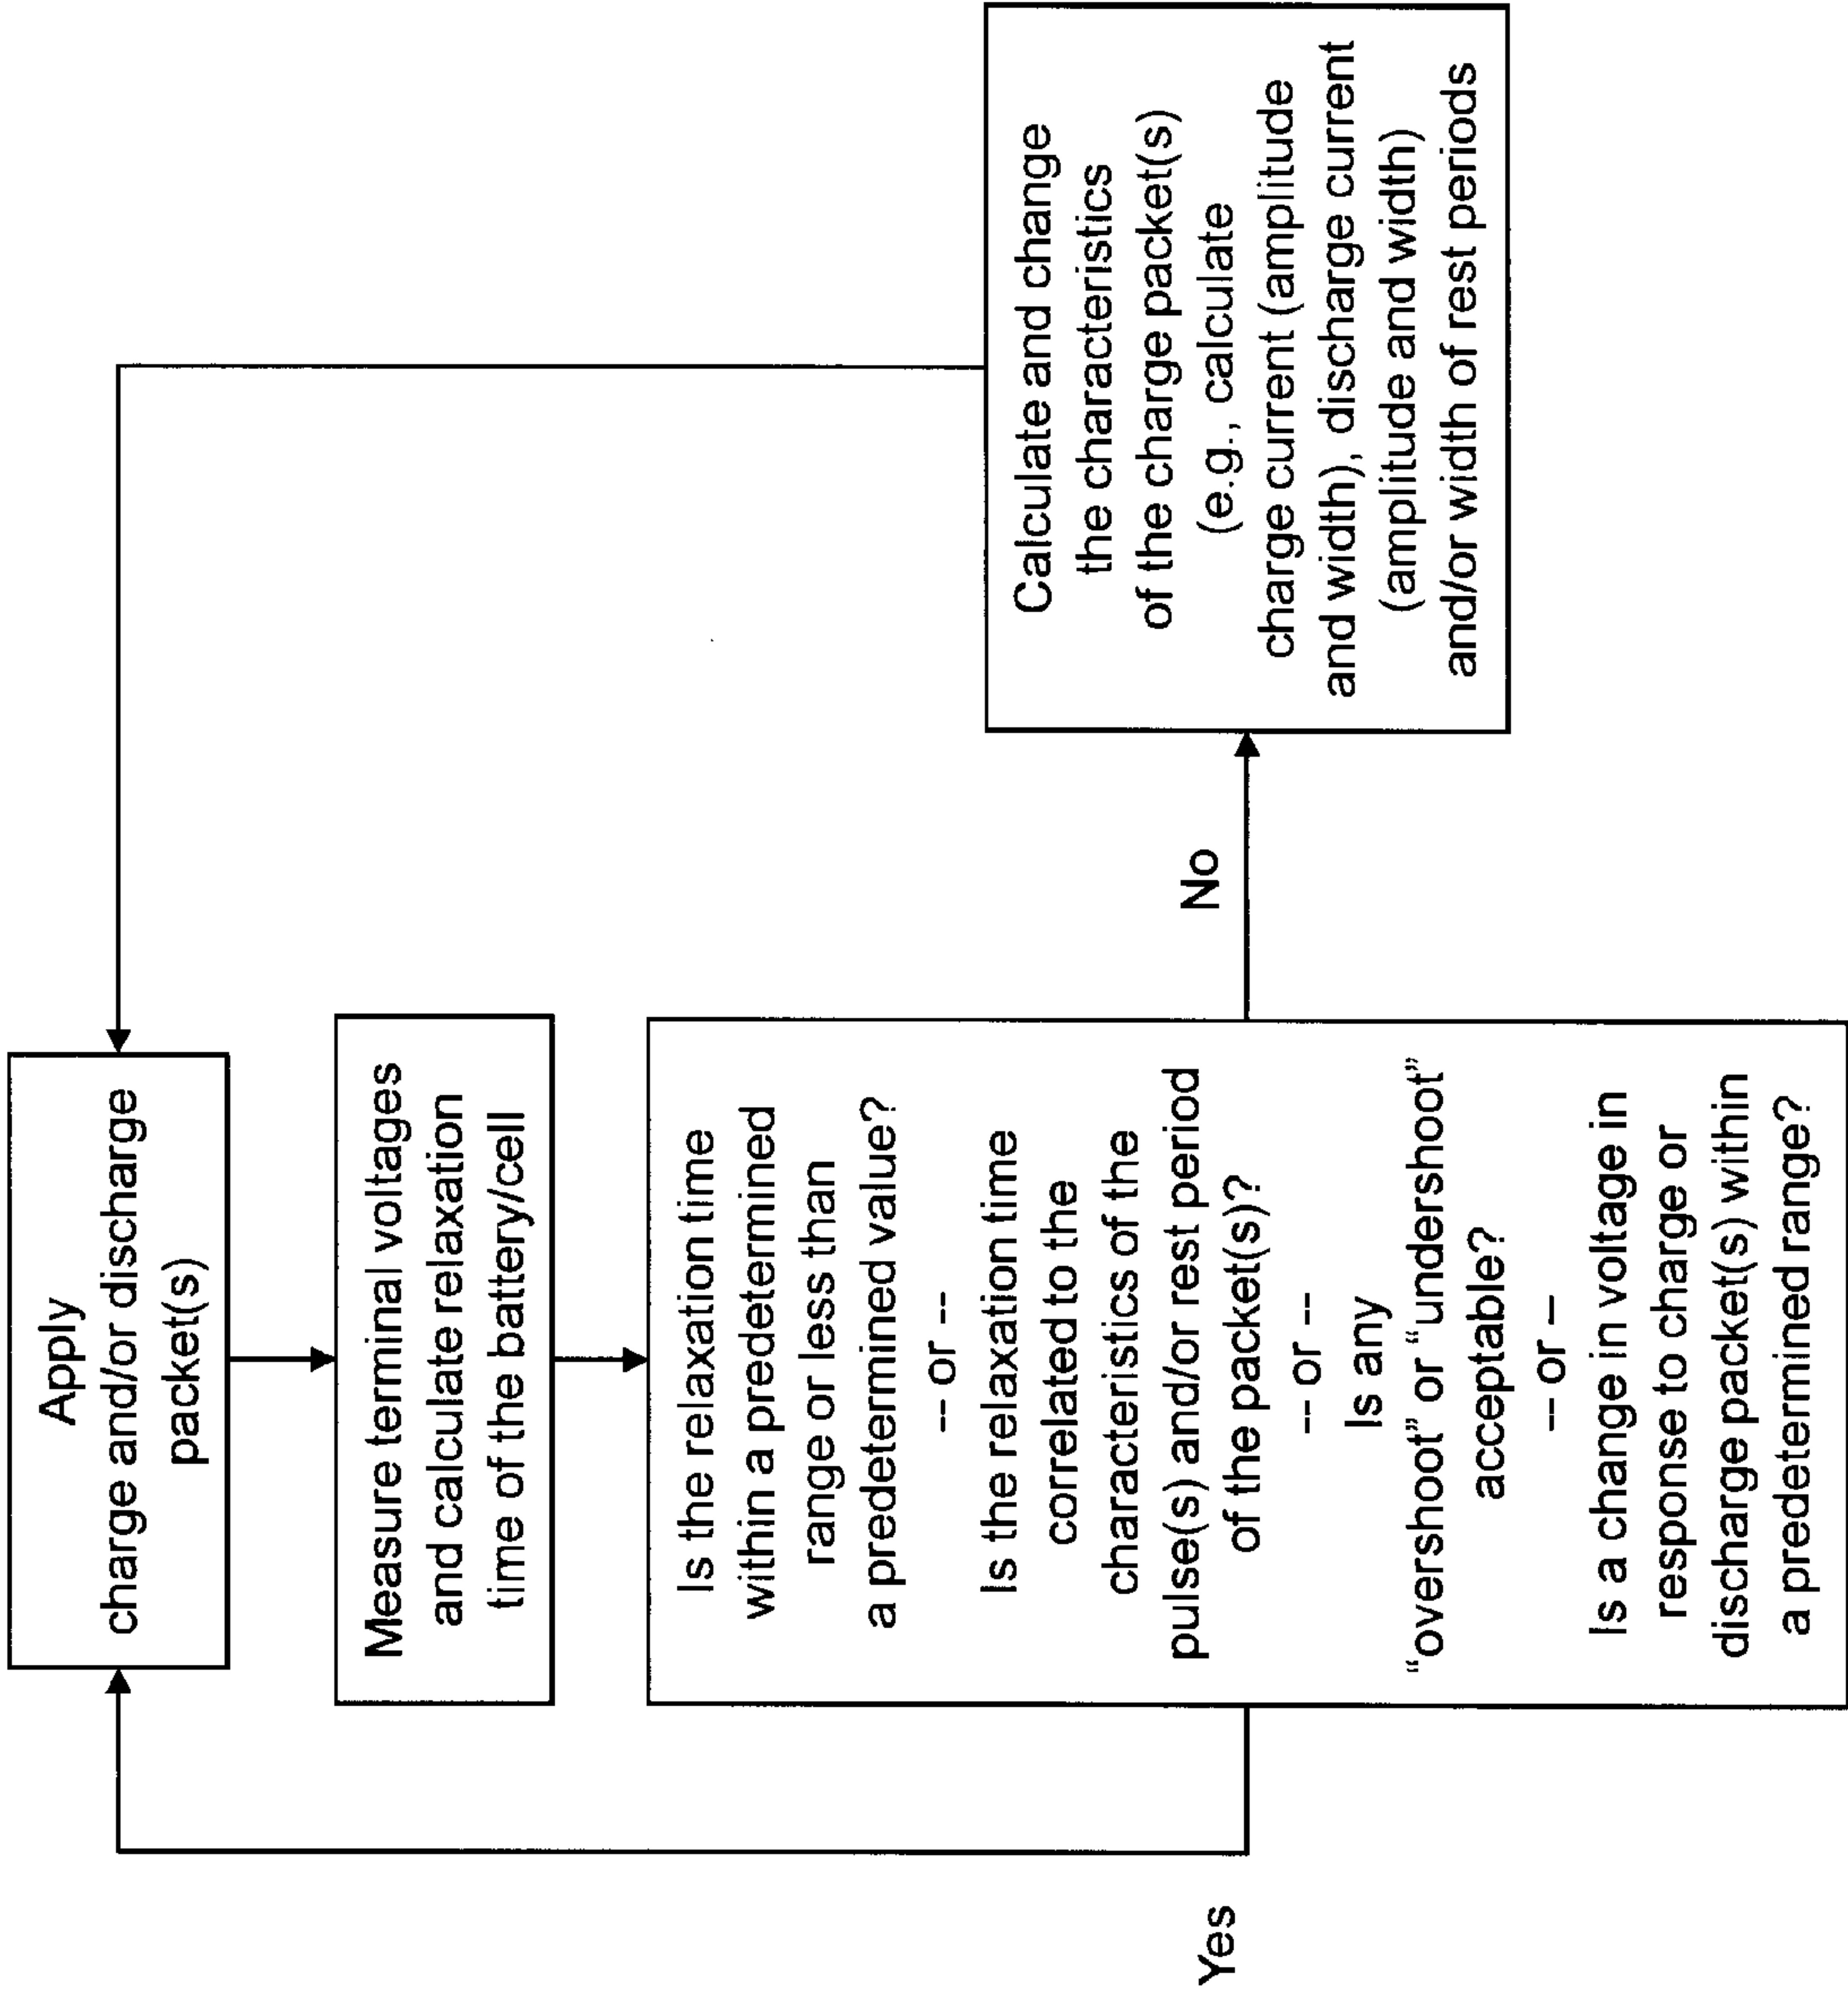 Apply
charge and/or discharge
packet(s)
Measure terminal voltages
and calculate relaxation
time of the battery/cell
Is the relaxation time
within a predetermined
range or less than
a predetermined value?
-- or --
Is the relaxation time
correlated to the
characteristics of the
pulse(s) and/or rest period
of the packet(s)?
-- or --
Is any
“overshoot” or “undershoot”
acceptable?
-- or --
Is a change in voltage in
response to charge or
discharge packet(s) within
a predetermined range?
Yes
No
Calculate and change
the characteristics
of the charge packet(s)
(e.g., calculate
charge current (amplitude
and width), discharge current
(amplitude and width)
and/or width of rest periods